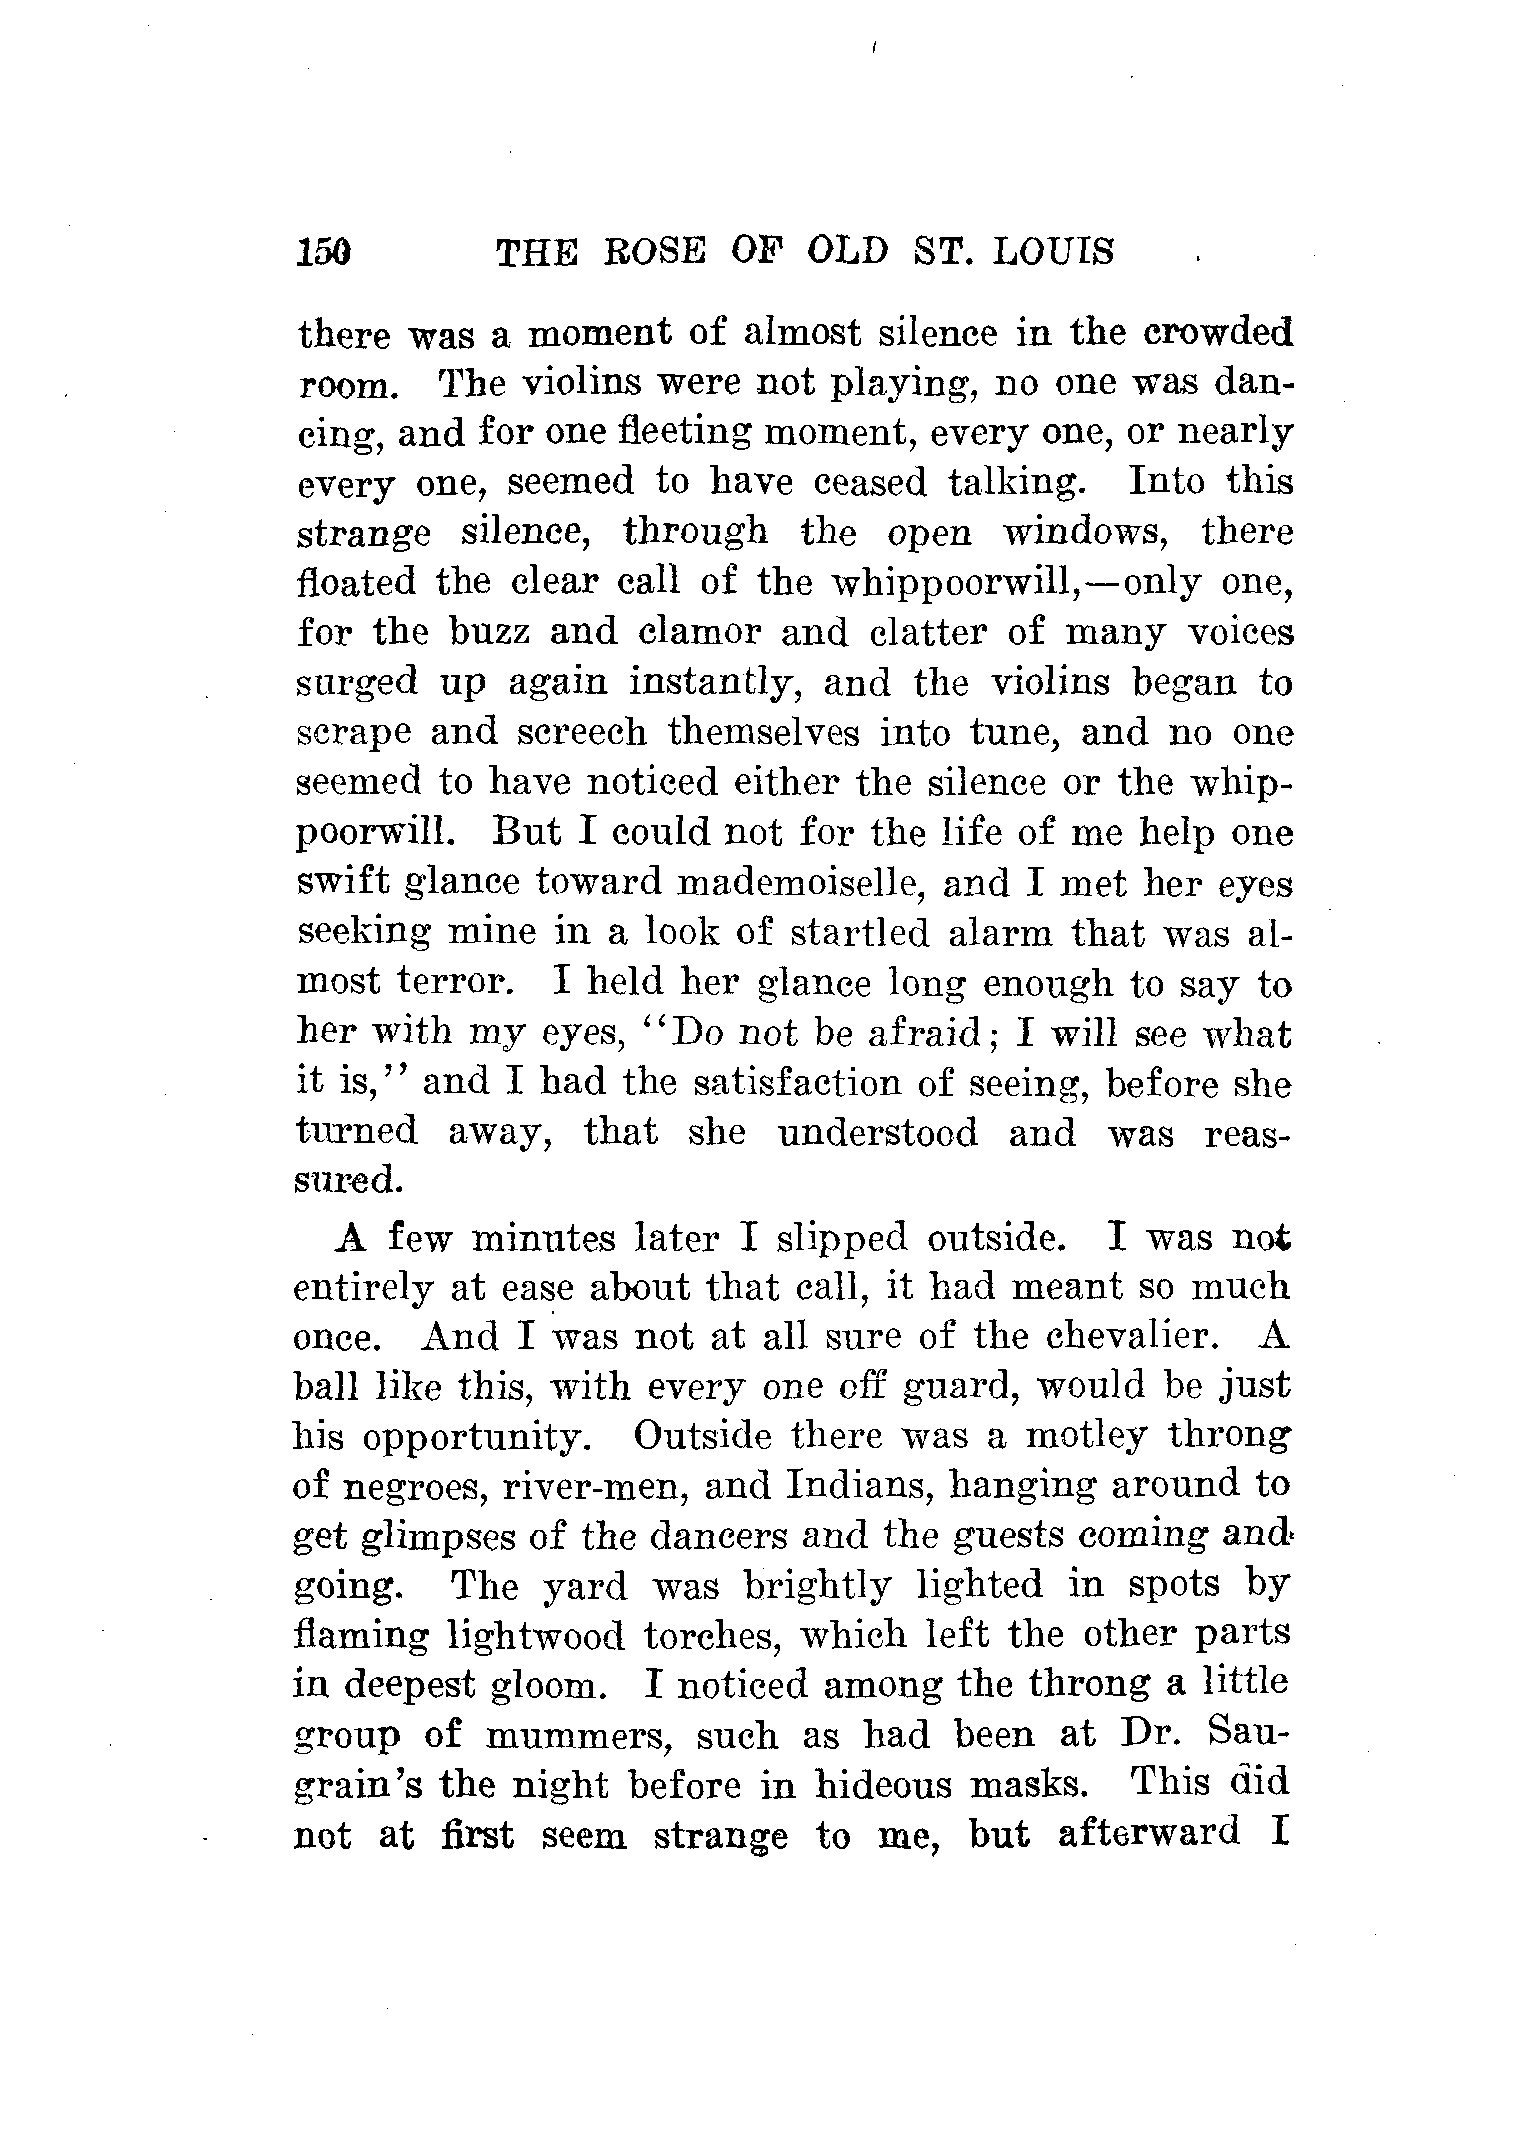 150 THE ROSE OF OLD ST. LOUIS
there was a moment of almost silence in the crowded
room. The violins were not playing, no one was dan-
cing, and for one fleeting moment, every one, or nearly
every one, seemed to have ceased talking. Into this
strange silence, through the open windows, there
floated the clear call of the whippoorwill,—only one,
for the buzz and clamor and clatter of many voices
surged up again instantly, and the violins began to
scrape and screech themselves into tune, and no one
seemed to have noticed either the silence or the whip-
poorwill. But I could not for the life of me help one
swift glance toward mademoiselle, and I met her eyes
seeking mine in a look of startled alarm that was al-
most terror. I held her glance long enough to say to
her with my eyes, "Do not be afraid; I will see what
it is," and I had the satisfaction of seeing, before she
turned away, that she understood and was reas-
sured.
A few minutes later I slipped outside. I was not
entirely at ease about that call, it had meant so much
once. And I was not at all sure of the chevalier. A
ball like this, with every one off guard, would be just
his opportunity. Outside there was a motley throng
of negroes, river-men, and Indians, hanging around to
get glimpses of the dancers and the guests coming and
going. The yard was brightly lighted in spots by
flaming lightwood torches, which left the other parts
in deepest gloom. I noticed among the throng a little
group of mummers, such as had been at Dr. Sau-
grain's the night before in hideous masks. This did
not at first seem strange to me, but afterward I